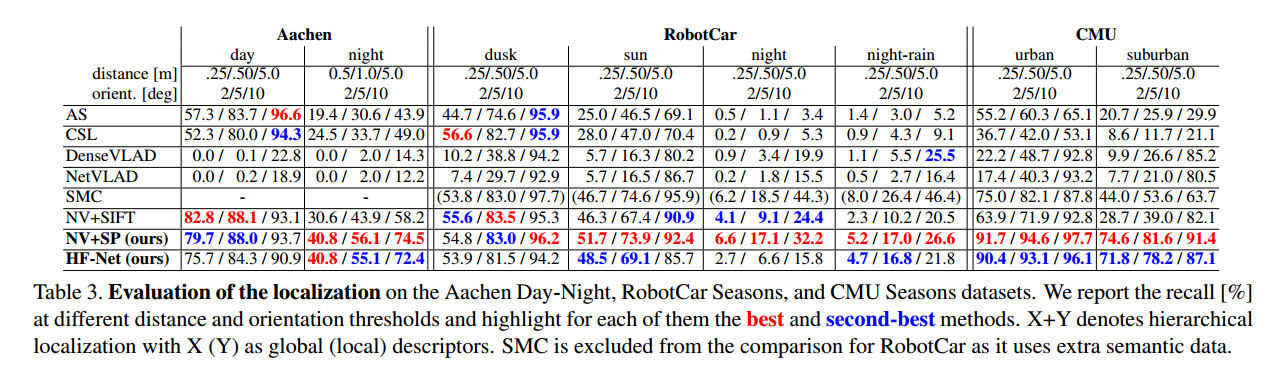 Aachen RobotCar CMU
day night dusk sun night night-rain urban suburban
distance [m] .25/.50/5.0 0.5/1.0/5.0 .25/.50/5.0 .25/.50/5.0 .25/.50/5.0 .25/.50/5.0 .25/.50/5.0 .25/.50/5.0
orient. [deg] 2/5/10 2/5/10 2/5/10 2/5/10 2/5/10 2/5/10 2/5/10 2/5/10
AS 57.3 / 83.7 / 96.6 19.4 / 30.6 / 43.9 44.7 / 74.6 / 95.9 25.0 / 46.5 / 69.1 0.5 / 1.1 / 3.4 1.4 / 3.0 / 5.2 55.2 / 60.3 / 65.1 20.7 / 25.9 / 29.9
CSL 52.3 / 80.0 / 94.3 24.5 / 33.7 / 49.0 56.6 / 82.7 / 95.9 28.0 / 47.0 / 70.4 0.2 / 0.9 / 5.3 0.9 / 4.3 / 9.1 36.7 / 42.0 / 53.1 8.6 / 11.7 / 21.1
DenseVLAD 0.0 / 0.1 / 22.8 0.0 / 2.0 / 14.3 10.2 / 38.8 / 94.2 5.7 / 16.3 / 80.2 0.9 / 3.4 / 19.9 1.1 / 5.5 / 25.5 22.2 / 48.7 / 92.8 9.9 / 26.6 / 85.2
NetVLAD 0.0 / 0.2 / 18.9 0.0 / 2.0 / 12.2 7.4 / 29.7 / 92.9 5.7 / 16.5 / 86.7 0.2 / 1.8 / 15.5 0.5 / 2.7 / 16.4 17.4 / 40.3 / 93.2 7.7 / 21.0 / 80.5
SMC - - (53.8 / 83.0 / 97.7) (46.7 / 74.6 / 95.9) (6.2 / 18.5 / 44.3) (8.0 / 26.4 / 46.4) 75.0 / 82.1 / 87.8 44.0 / 53.6 / 63.7
NV+SIFT 82.8 / 88.1 / 93.1 30.6 / 43.9 / 58.2 55.6 / 83.5 / 95.3 46.3 / 67.4 / 90.9 4.1 / 9.1 / 24.4 2.3 / 10.2 / 20.5 63.9 / 71.9 / 92.8 28.7 / 39.0 / 82.1
NV+SP (ours) 79.7 / 88.0 / 93.7 40.8 / 56.1 / 74.5 54.8 / 83.0 / 96.2 51.7 / 73.9 / 92.4 6.6 / 17.1 / 32.2 5.2 / 17.0 / 26.6 91.7 / 94.6 / 97.7 74.6 / 81.6 / 91.4
HF-Net (ours) 75.7 / 84.3 / 90.9 40.8 / 55.1 / 72.4 53.9 / 81.5 / 94.2 48.5 / 69.1 / 85.7 2.7 / 6.6 / 15.8 4.7 / 16.8 / 21.8 90.4 / 93.1 / 96.1 71.8 / 78.2 / 87.1
Table 3. Evaluation of the localization on the Aachen Day-Night, RobotCar Seasons, and CMU Seasons datasets. We report the recall [%]
at different distance and orientation thresholds and highlight for each of them the best and second-best methods. X+Y denotes hierarchical
localization with X (Y) as global (local) descriptors. SMC is excluded from the comparison for RobotCar as it uses extra semantic data.